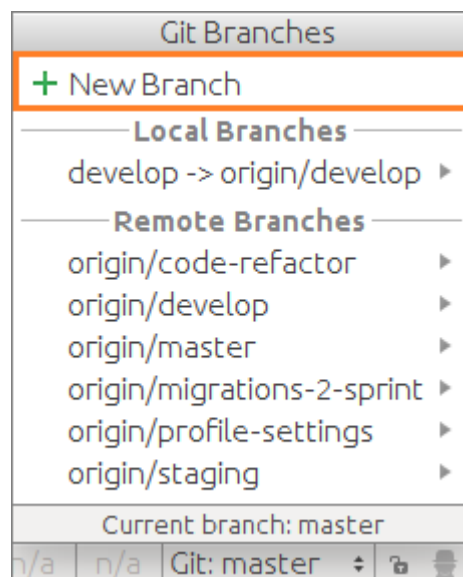 Git Branches
+ New Branch
Local Branches
develop -> origin/develop
Remote Branches
origin/code-refactor
origin/develop
origin/master
origin/migrations-2-sprint
origin/profile-settings
origin/staging
Current branch: master
n/a n/a Git: master